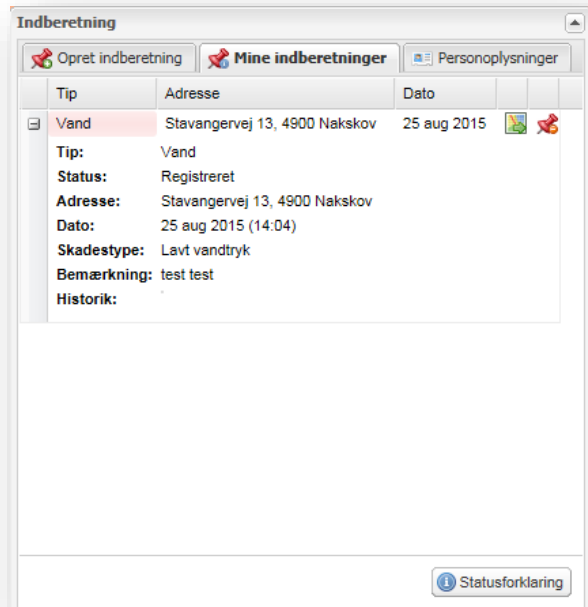 Indberetning
Opret indberetning Mine indberetninger Personoplysninger
Tip Adresse Dato
Vand Stavangervej 13, 4900 Nakskov 25 aug 2015
Tip: Vand
Status: Registreret
Adresse: Stavangervej 13, 4900 Nakskov
Dato: 25 aug 2015 (14:04)
Skadestype: Lavt vandtryk
Bemærkning: test test
Historik:
Statusforklaring